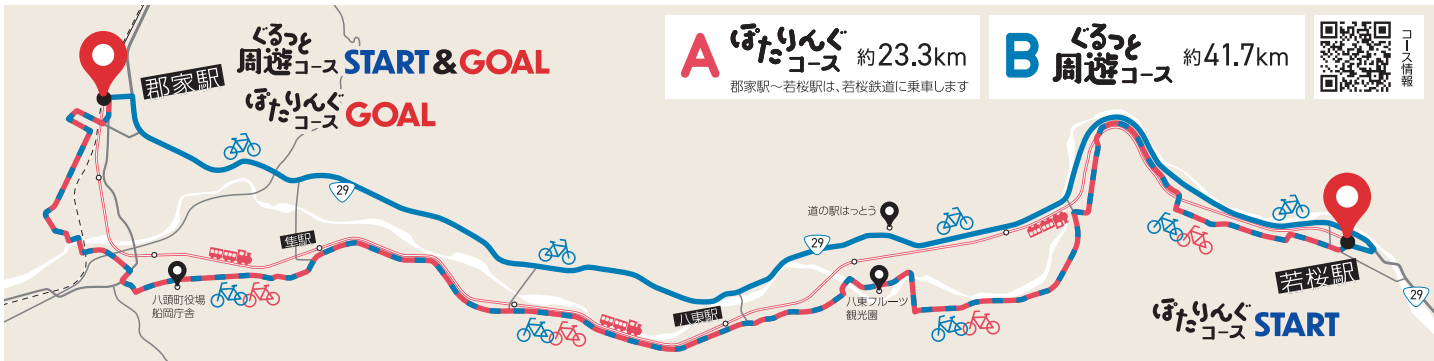 ぐるっと
周遊コース START&GOAL
ぽたりんぐ
コース GOAL
A ぽたりんぐ
コース 約23.3km
郡家駅〜若桜駅は、若桜鉄道に乗車します
B ぐるっと
周遊コース 約41.7km
コース情報
郡家駅
29
隼駅
八頭町役場
船岡庁舎
道の駅はっとう
29
八東駅
八東フルーツ
観光園
若桜駅
29
ぽたりんぐ
コース START